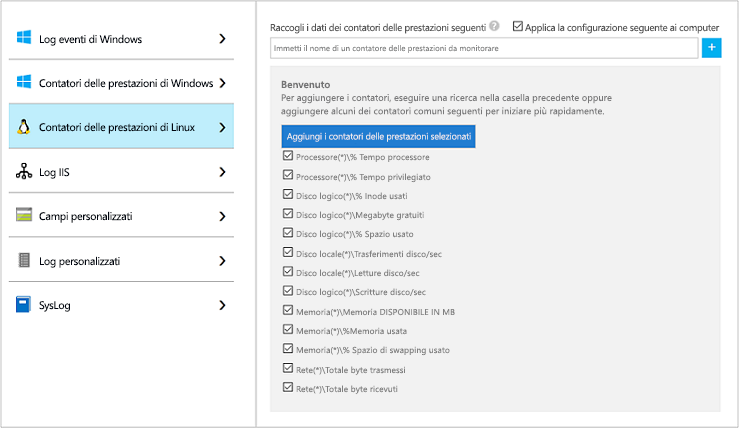 Log eventi di Windows
Contatori delle prestazioni di Windows
Contatori delle prestazioni di Linux
Log IIS
Campi personalizzati
Log personalizzati
SysLog
Raccogli i dati dei contatori delle prestazioni seguenti ? Applica la configurazione seguente ai computer
Immetti il nome di un contatore delle prestazioni da monitorare
+
Benvenuto
Per aggiungere i contatori, eseguire una ricerca nella casella precedente oppure
aggiungere alcuni dei contatori comuni seguenti per iniziare più rapidamente.
Aggiungi i contatori delle prestazioni selezionati
Processore(*)\% Tempo processore
Processore(*)\% Tempo privilegiato
Disco logico(*)\% Inode usati
Disco logico(*)\Megabyte gratuiti
Disco logico(*)\% Spazio usato
Disco locale(*)\Trasferimenti disco/sec
Disco locale(*)\Letture disco/sec
Disco logico(*)\Scritture disco/sec
Memoria(*)\Memoria DISPONIBILE IN MB
Memoria(*)\%Memoria usata
Memoria(*)\% Spazio di swapping usato
Rete(*)\Totale byte trasmessi
Rete(*)\Totale byte ricevuti